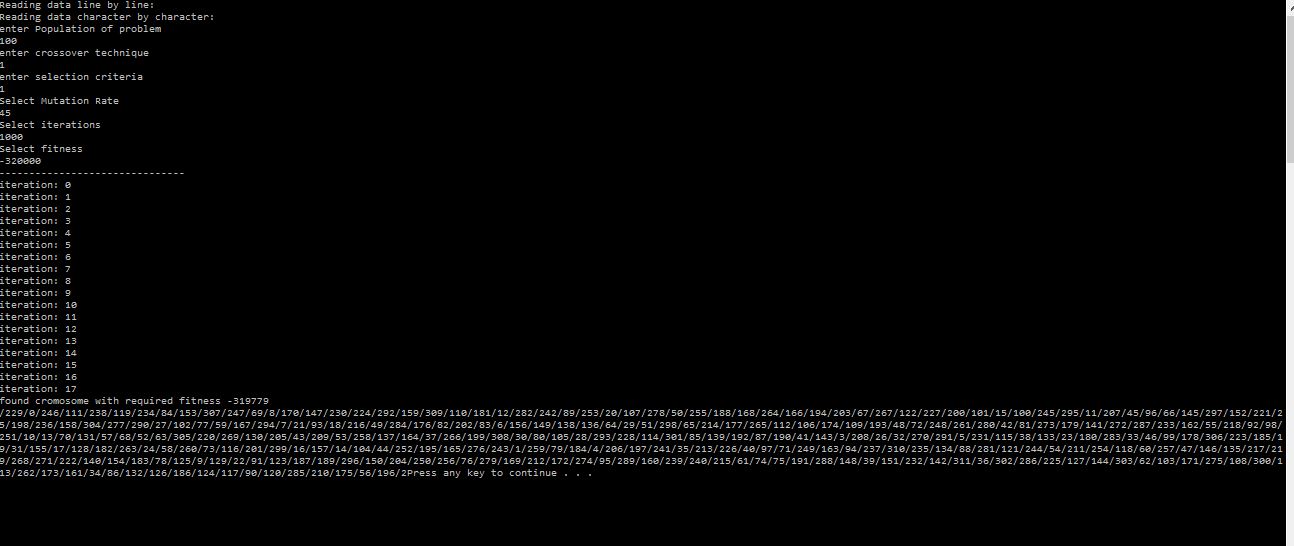 Reading data line by line:
Reading data character by character:
enter Population of problem
100
enter crossover technique
1
enter selection criteria
1
Select Mutation Rate
45
Select iterations
1000
Select fitness
-320000
-------------------------------
iteration: 0
iteration: 1
iteration: 2
iteration: 3
iteration: 4
iteration: 5
iteration: 6
iteration: 7
iteration: 8
iteration: 9
iteration: 10
iteration: 11
iteration: 12
iteration: 13
iteration: 14
iteration: 15
iteration: 16
iteration: 17
found cromosome with required fitness -319779
/229/0/246/111/238/119/234/84/153/307/247/69/8/170/147/230/224/292/159/309/110/181/12/282/242/89/253/20/107/278/50/255/188/168/264/166/194/203/67/267/122/227/200/101/15/100/245/295/11/207/45/96/66/145/297/152/221/2
5/198/236/158/304/277/290/27/102/77/59/167/294/7/21/93/18/216/49/284/176/82/202/83/6/156/149/138/136/64/29/51/298/65/214/177/265/112/106/174/109/193/48/72/248/261/280/42/81/273/179/141/272/287/233/162/55/218/92/98/
251/10/13/70/131/57/68/52/63/305/220/269/130/205/43/209/53/258/137/164/37/266/199/308/30/80/105/28/293/228/114/301/85/139/192/87/190/41/143/3/208/26/32/270/291/5/231/115/38/133/23/180/283/33/46/99/178/306/223/185/1
9/31/155/17/128/182/263/24/58/260/73/116/201/299/16/157/14/104/44/252/195/165/276/243/1/259/79/184/4/206/197/241/35/213/226/40/97/71/249/163/94/237/310/235/134/88/281/121/244/54/211/254/118/60/257/47/146/135/217/21
9/268/271/222/140/154/183/78/125/9/129/22/91/123/187/189/296/150/204/250/256/76/279/169/212/172/274/95/289/160/239/240/215/61/74/75/191/288/148/39/151/232/142/311/36/302/286/225/127/144/303/62/103/171/275/108/300/1
13/262/173/161/34/86/132/126/186/124/117/90/120/285/210/175/56/196/2Press any key to continue . . .